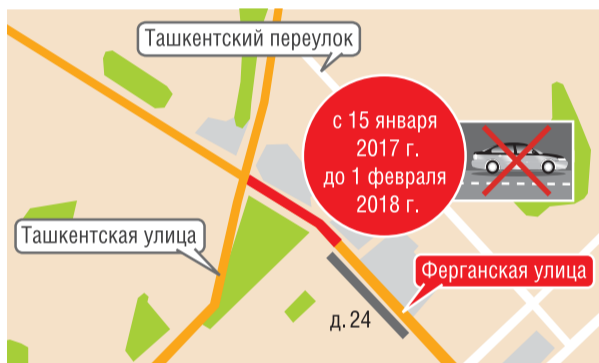 Ташкентский переулок
с 15 января
2017 г.
до 1 февраля
2018 г.
Ташкентская улица
Ферганская улица
д. 24